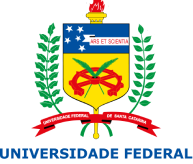 ARS ET SCIENTIA
UNIVERSIDADE FEDERAL DE SANTA CATARINA
UNIVERSIDADE FEDERAL